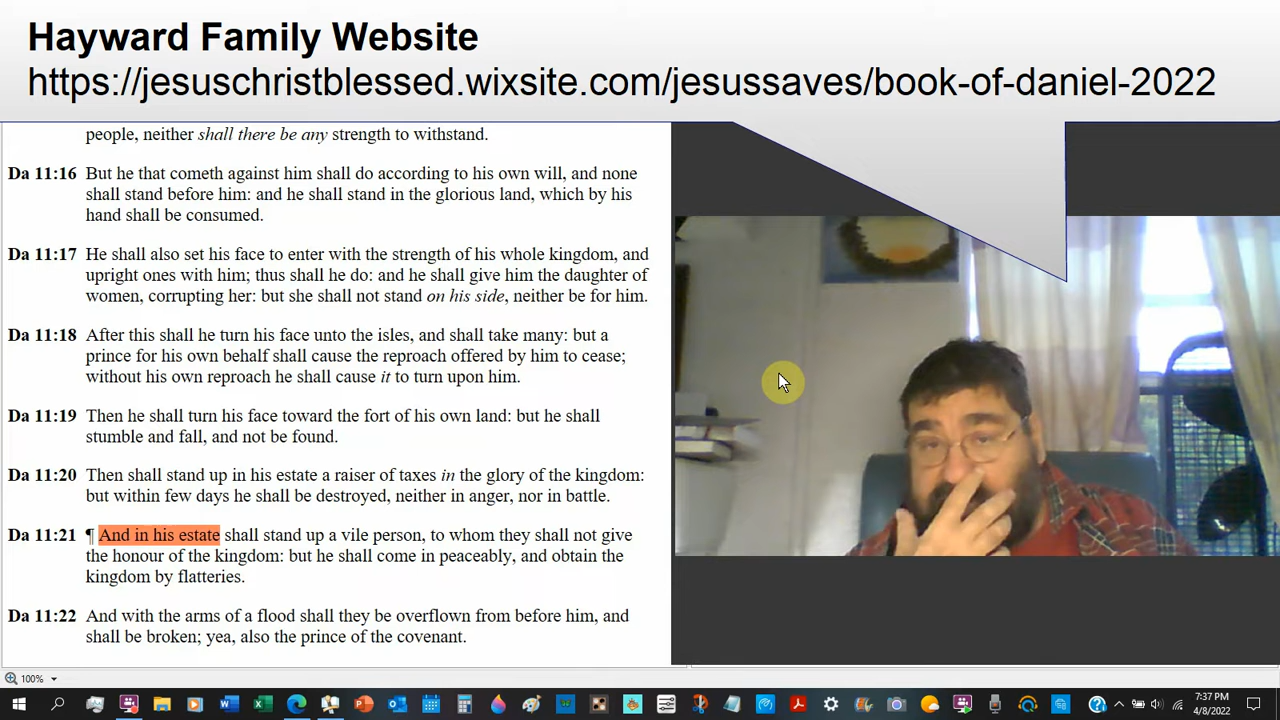 Hayward Family Website
https://jesuschristblessed.wixsite.com/jesussaves/book-of-daniel-2022
people, neither shall there be any strength to withstand.
Da 11:16 But he that cometh against him shall do according to his own will, and none
shall stand before him: and he shall stand in the glorious land, which by his
hand shall be consumed.
Da 11:17 He shall also set his face to enter with the strength of his whole kingdom, and
upright ones with him; thus shall he do: and he shall give him the daughter of
women, corrupting her: but she shall not stand on his side, neither be for him.
Da 11:18 After this shall he turn his face unto the isles, and shall take many: but a
prince for his own behalf shall cause the reproach offered by him to cease;
without his own reproach he shall cause it to turn upon him.
Da 11:19 Then he shall turn his face toward the fort of his own land: but he shall
stumble and fall, and not be found.
Da 11:20 Then shall stand up in his estate a raiser of taxes in the glory of the kingdom:
but within few days he shall be destroyed, neither in anger, nor in battle.
Da 11:21 ¶ And in his estate shall stand up a vile person, to whom they shall not give
the honour of the kingdom: but he shall come in peaceably, and obtain the
kingdom by flatteries.
Da 11:22 And with the arms of a flood shall they be overflown from before him, and
shall be broken; yea, also the prince of the covenant.
100%
7:37 PM
4/8/2022